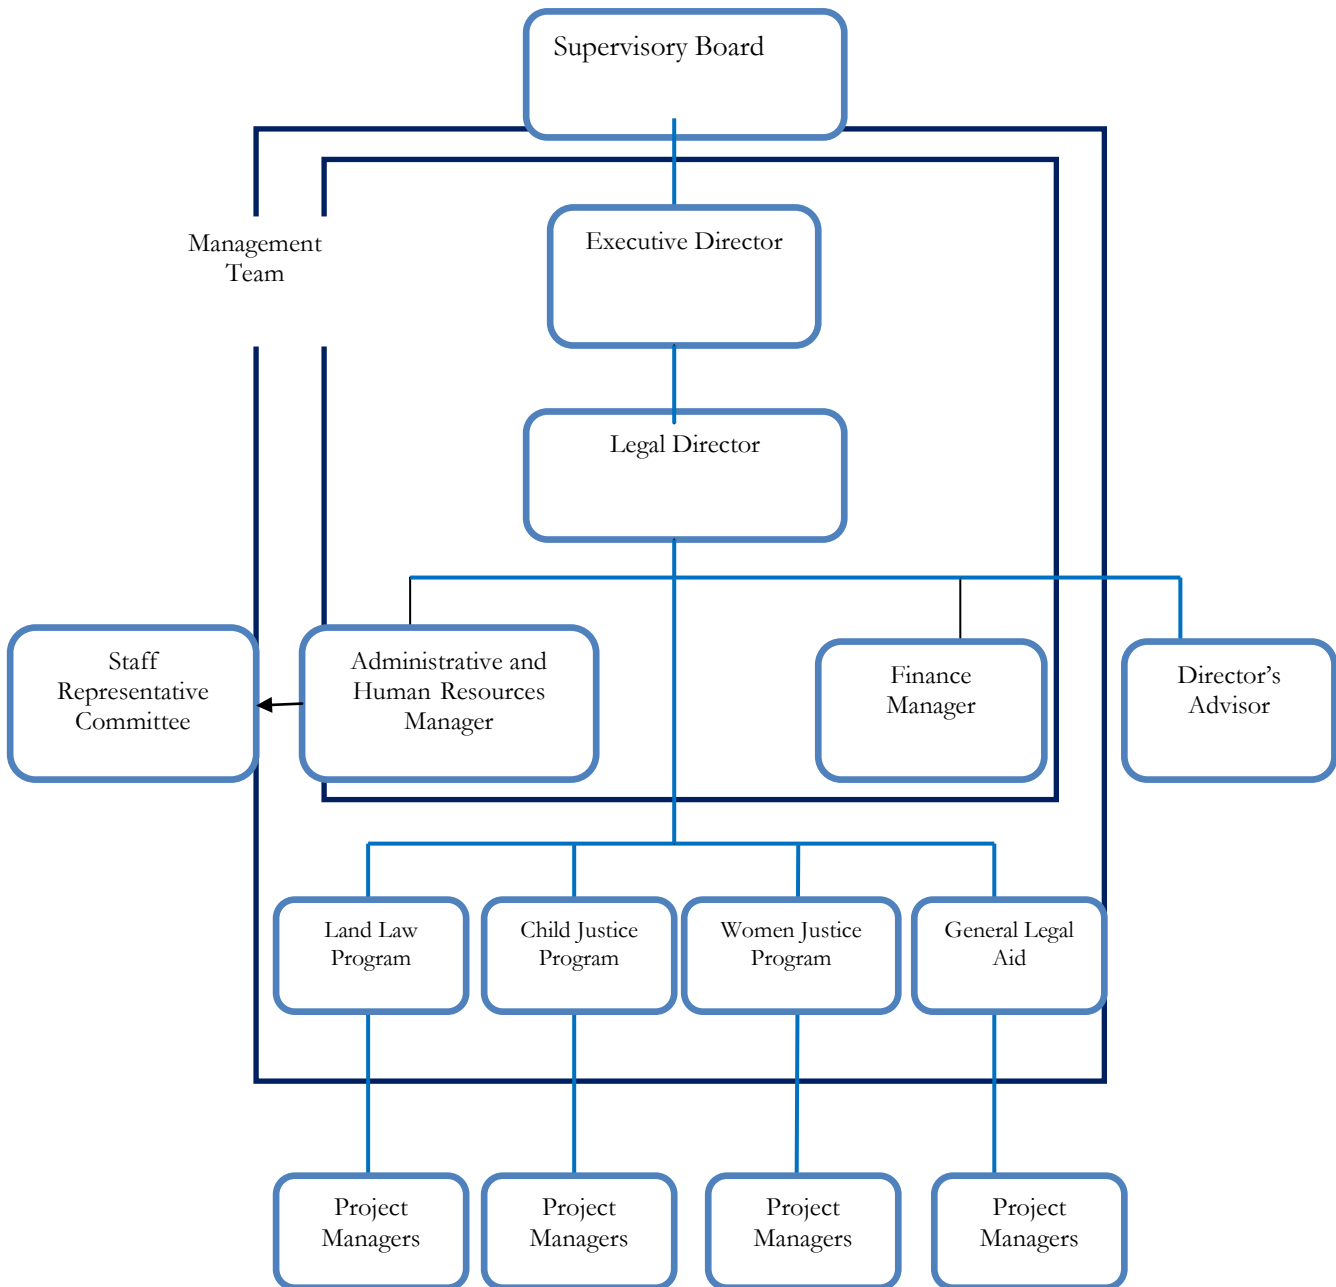 Supervisory Board
Management
Team
Executive Director
Legal Director
Staff
Representative
Committee
Administrative and
Human Resources
Manager
Finance
Manager
Director’s
Advisor
Land Law
Program
Child Justice
Program
Women Justice
Program
General Legal
Aid
Project
Managers
Project
Managers
Project
Managers
Project
Managers